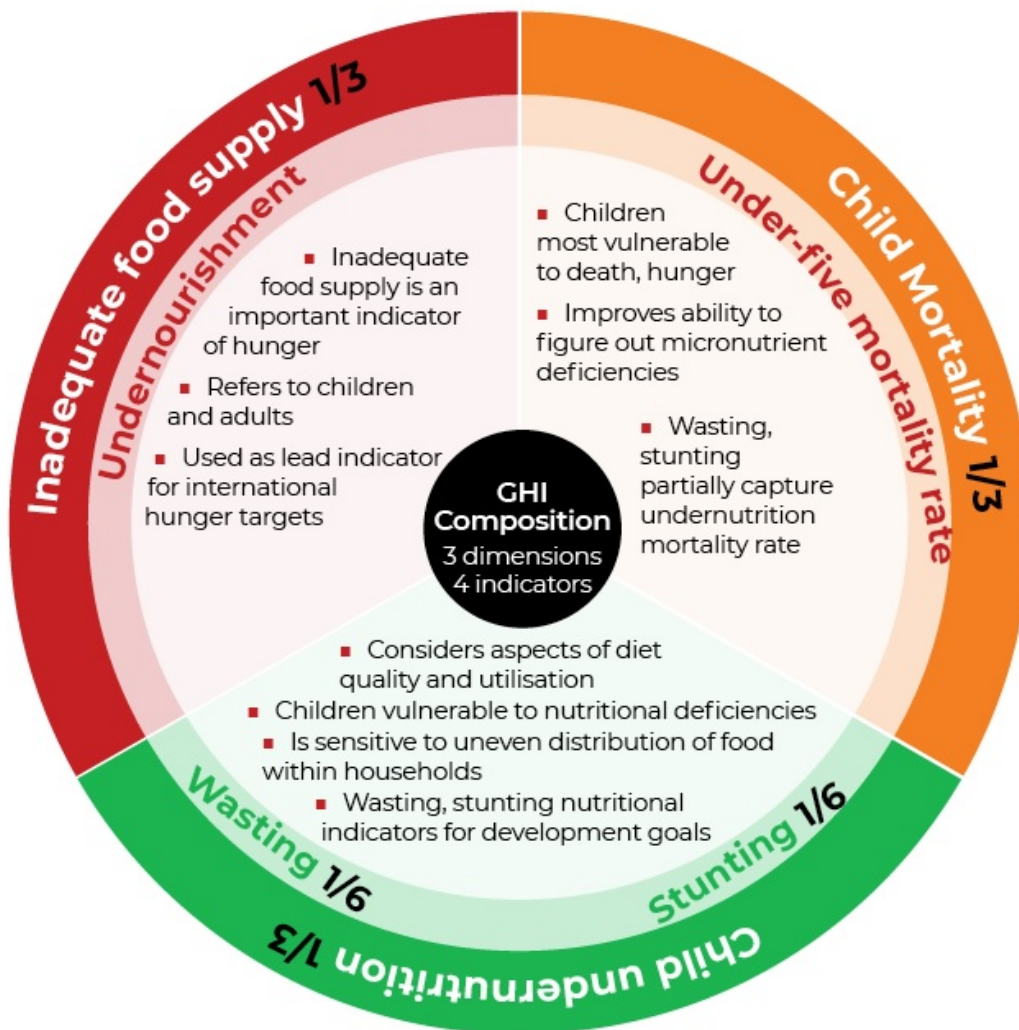 Inadequate food supply 1/3
Undernourishment
▪ Inadequate
food supply is an
important indicator
of hunger
▪ Refers to children
and adults
▪ Used as lead indicator
for international
hunger targets
Child Mortality 1/3
Under-five mortality rate
▪ Children
most vulnerable
to death, hunger
▪ Improves ability to
figure out micronutrient
deficiencies
▪ Wasting,
stunting
partially capture
undernutrition
mortality rate
GHI
Composition
3 dimensions
4 indicators
▪ Considers aspects of diet
quality and utilisation
▪ Children vulnerable to nutritional deficiencies
▪ Is sensitive to uneven distribution of food
within households
▪ Wasting, stunting nutritional
indicators for development goals
Wasting 1/6
Stunting 1/6
Child undernutrition 1/3